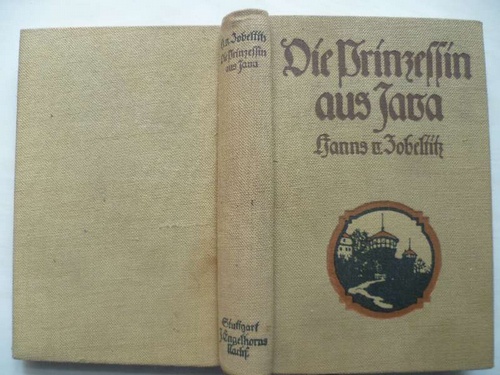 H v Zobeltitz
Die Prinzessin
aus Java
Stuttgart
J. Engelhorns
Nachf.
Die Prinzessin
aus Java
Hanns v. Zobeltitz